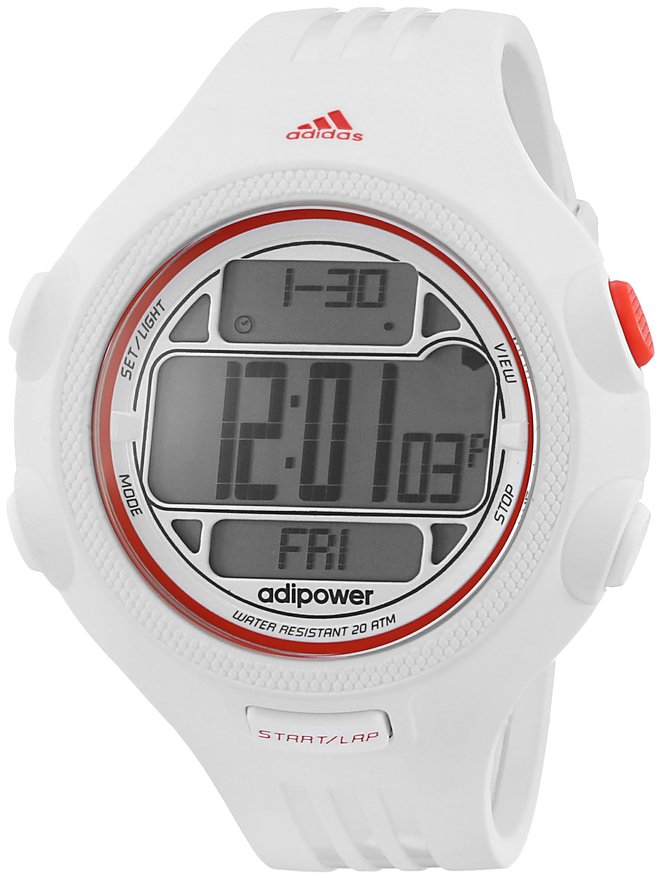 adidas
1-30
SET/LIGHT
VIEW
12:01 03 P
MODE
STOP
FRI
adipower
WATER RESISTANT 20 ATM
START/LAP